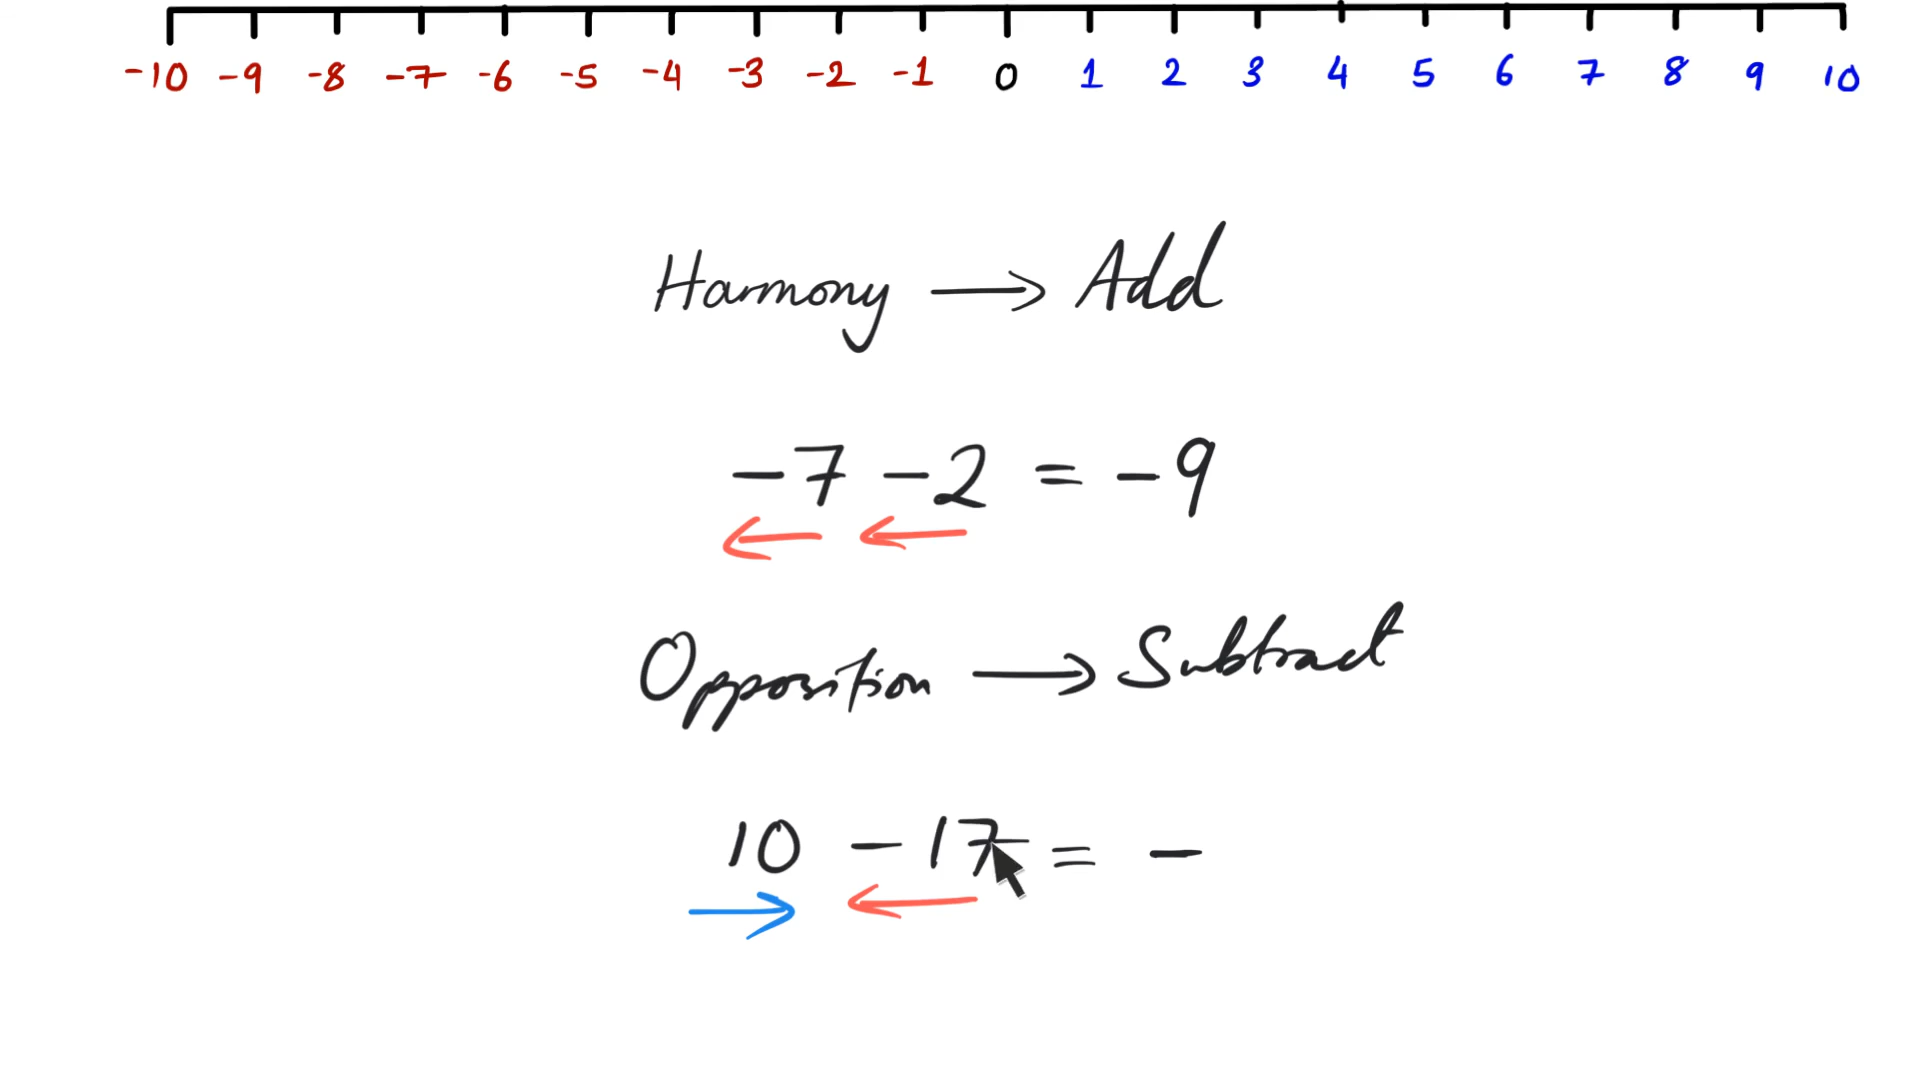 -10 -9 -8 -7 -6 -5 -4 -3 -2 -1 0 1 2 3 4 5 6 7 8 9 10
Harmony → Add
-7 -2 = -9
Opposition → Subtract
10 -17 = -